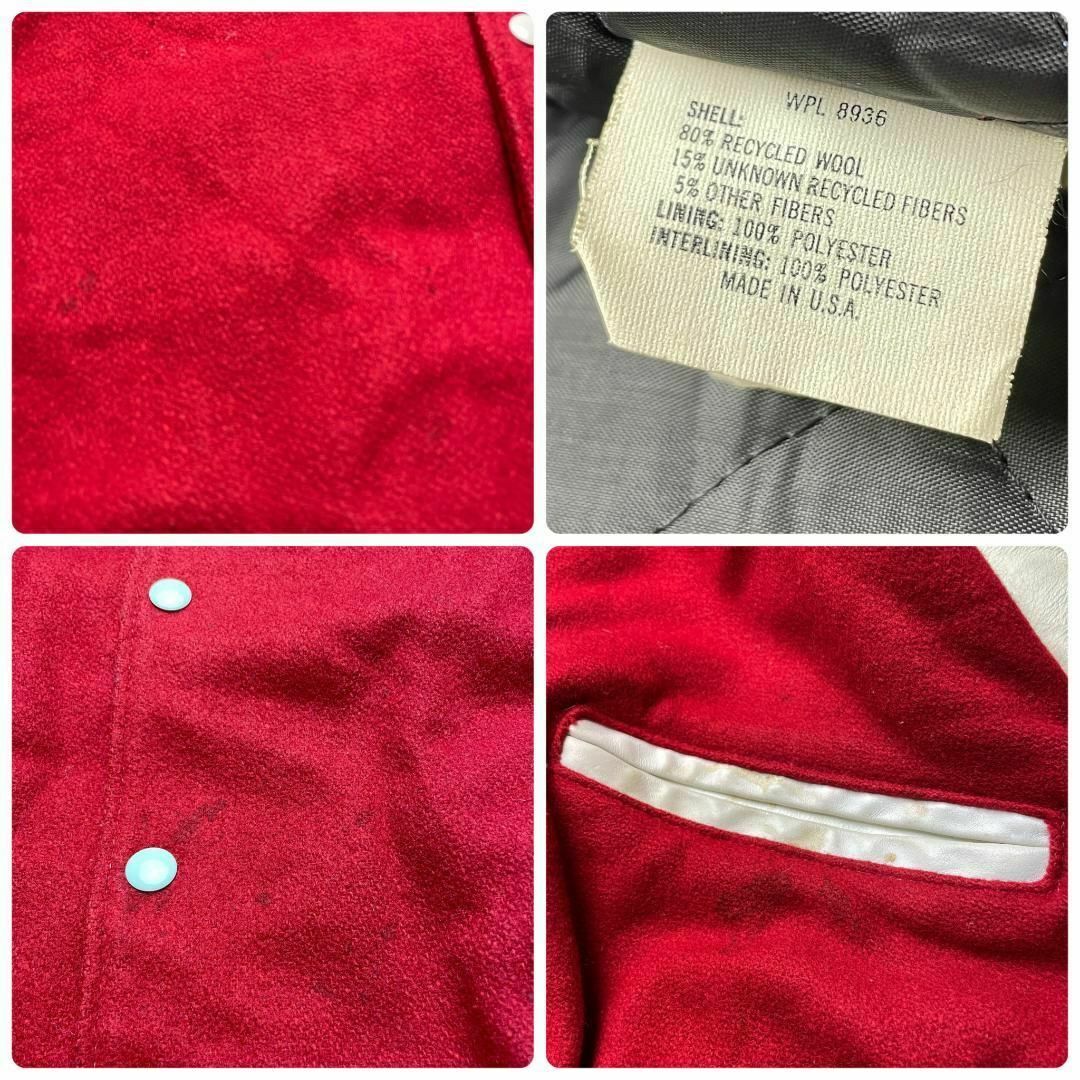 WPL 8936
SHELL:
80% RECYCLED WOOL
15% UNKNOWN RECYCLED FIBERS
5% OTHER FIBERS
LINING: 100% POLYESTER
INTERLINING: 100% POLYESTER
MADE IN U.S.A.